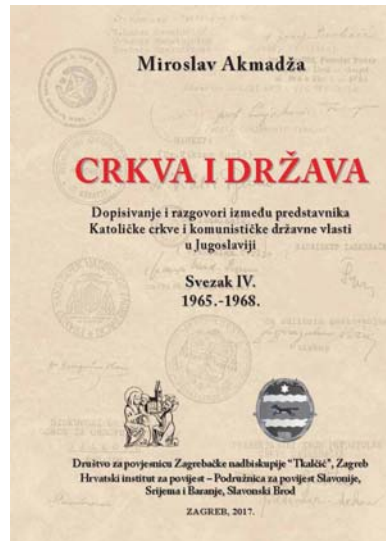 Miroslav Akmadža
CRKVA I DRŽAVA
Dopisivanje i razgovori između predstavnika
Katoličke crkve i komunističke državne vlasti
u Jugoslaviji
Svezak IV.
1965.-1968.
Društvo za povjesnicu Zagrebačke nadbiskupije "Tkalčić", Zagreb
Hrvatski institut za povijest – Podružnica za povijest Slavonije,
Srijema i Baranje, Slavonski Brod
ZAGREB, 2017.